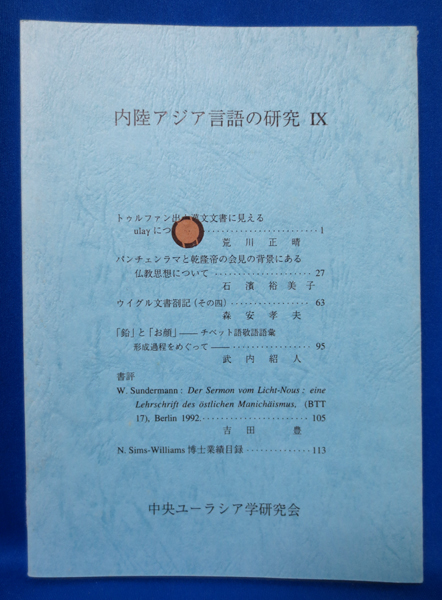 内陸アジア言語の研究 IX
トゥルファン出 漢文文書に見える
ulaγ につ ・・・・・・・・・・・・・・・・・・・・ 1
荒川正晴
パンチェンラマと乾隆帝の会見の背景にある
仏教思想について ・・・・・・・・・・・・・・・・・・・・ 27
石濱裕美子
ウイグル文書劄記(その四)・・・・・・・・・・・・・・・・・・ 63
森安孝夫
「鉛」と「お顔」—— チベット語敬語語彙
形成過程をめぐって —— ・・・・・・・・・・・・・・・・・・ 95
武内紹人
書評
W. Sundermann : Der Sermon vom Licht-Nous : eine
Lehrschrift des östlichen Manichäismus, (BTT
17), Berlin 1992. ・・・・・・・・・・・・・・・・・・・・ 105
吉田豊
N. Sims-Williams 博士業績目録 ・・・・・・・・・・・・・・ 113
中央ユーラシア学研究会